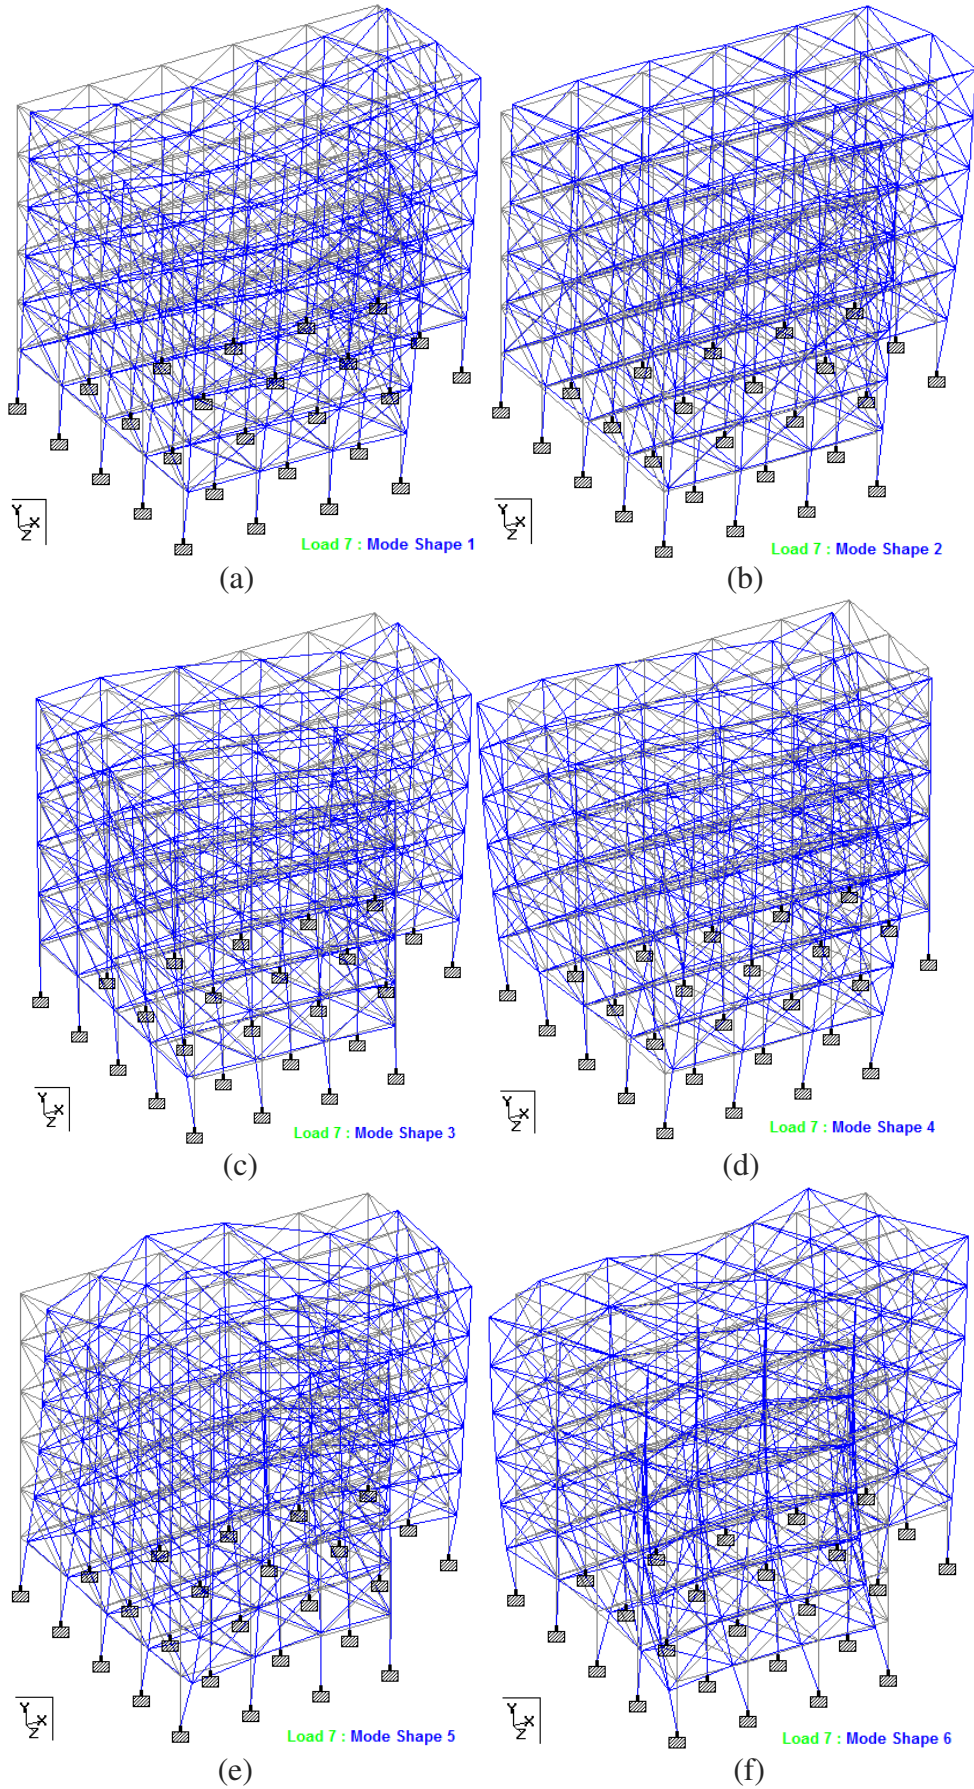 Y
X
Z
Load 7 : Mode Shape 1
(a)
Y
X
Z
Load 7 : Mode Shape 2
(b)
Y
X
Z
Load 7 : Mode Shape 3
(c)
Y
X
Z
Load 7 : Mode Shape 4
(d)
Y
X
Z
Load 7 : Mode Shape 5
(e)
Y
X
Z
Load 7 : Mode Shape 6
(f)